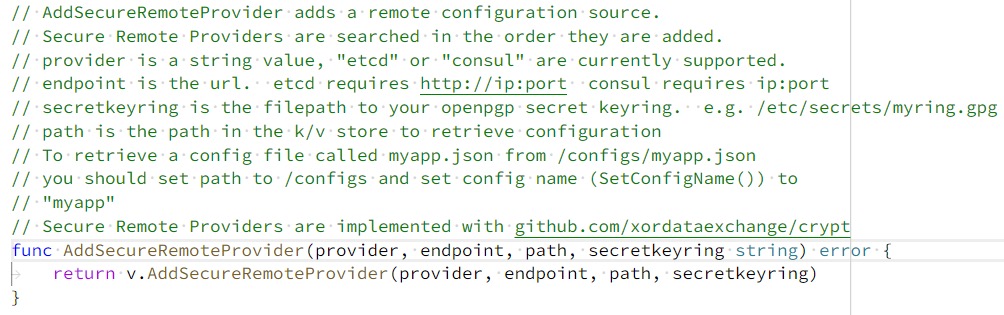 // AddSecureRemoteProvider adds a remote configuration source.
// Secure Remote Providers are searched in the order they are added.
// provider is a string value, "etcd" or "consul" are currently supported.
// endpoint is the url.  etcd requires http://ip:port  consul requires ip:port
// secretkeyring is the filepath to your openpgp secret keyring.  e.g. /etc/secrets/myring.gpg
// path is the path in the k/v store to retrieve configuration
// To retrieve a config file called myapp.json from /configs/myapp.json
// you should set path to /configs and set config name (SetConfigName()) to
// "myapp"
// Secure Remote Providers are implemented with github.com/xordataexchange/crypt
func AddSecureRemoteProvider(provider, endpoint, path, secretkeyring string) error {
    return v.AddSecureRemoteProvider(provider, endpoint, path, secretkeyring)
}